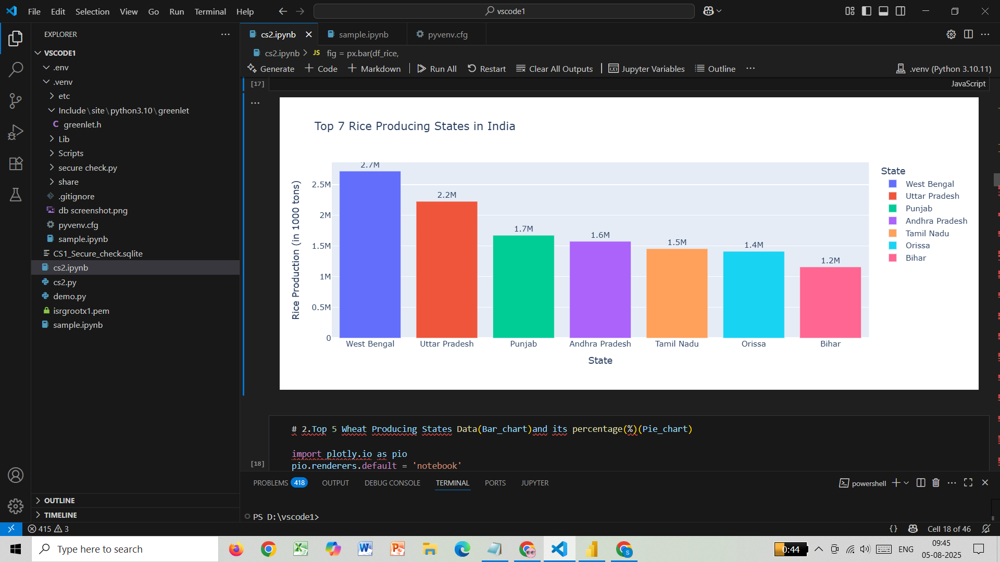 File Edit Selection View Go Run Terminal Help
vscode1
EXPLORER
VSCODE1
.env
.venv
etc
Include\site\python3.10\greenlet
C greenlet.h
Lib
Scripts
secure check.py
share
.gitignore
db screenshot.png
pyvenv.cfg
sample.ipynb
CS1_Secure_check.sqlite
cs2.ipynb
cs2.py
demo.py
isrgrootx1.pem
sample.ipynb
OUTLINE
TIMELINE
cs2.ipynb sample.ipynb pyvenv.cfg
cs2.ipynb > JS fig = px.bar(df_rice,
Generate + Code + Markdown Run All Restart Clear All Outputs Jupyter Variables Outline ... .venv (Python 3.10.11)
[17] JavaScript
Top 7 Rice Producing States in India
Rice Production (in 1000 tons)
2.5M
2M
1.5M
1M
0.5M
0
2.7M
2.2M
1.7M
1.6M
1.5M
1.4M
1.2M
West Bengal Uttar Pradesh Punjab Andhra Pradesh Tamil Nadu Orissa Bihar
State
State
West Bengal
Uttar Pradesh
Punjab
Andhra Pradesh
Tamil Nadu
Orissa
Bihar
# 2.Top 5 Wheat Producing States Data(Bar_chart)and its percentage(%)(Pie_chart)
import plotly.io as pio
[18]
pio.renderers.default = 'notebook'
PROBLEMS 418 OUTPUT DEBUG CONSOLE TERMINAL PORTS JUPYTER powershell
PS D:\vscode1>
415 3 {} Cell 18 of 46
Type here to search
0:44 ENG
09:45
05-08-2025